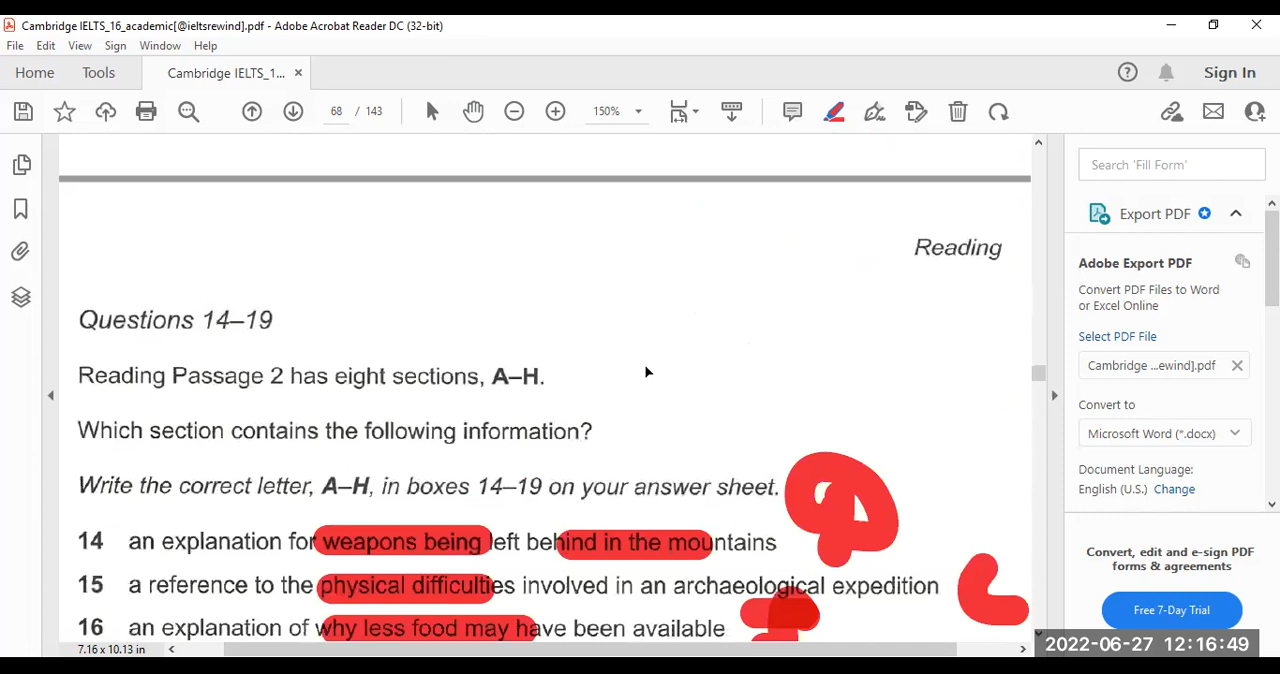 Cambridge IELTS_16_academic[@ieltsrewind].pdf - Adobe Acrobat Reader DC (32-bit)
File Edit View Sign Window Help
Home Tools Cambridge IELTS_1... × Sign In
68 / 143 150%
Search 'Fill Form'
Export PDF
Reading
Adobe Export PDF
Convert PDF Files to Word
or Excel Online
Questions 14–19
Select PDF File
Cambridge ...ewind].pdf
Reading Passage 2 has eight sections, A–H.
Convert to
Which section contains the following information?
Microsoft Word (*.docx)
Document Language:
English (U.S.) Change
Write the correct letter, A–H, in boxes 14–19 on your answer sheet.
14 an explanation for weapons being left behind in the mountains
Convert, edit and e-sign PDF
forms & agreements
15 a reference to the physical difficulties involved in an archaeological expedition
Free 7-Day Trial
16 an explanation of why less food may have been available
7.16 x 10.13 in
2022-06-27 12:16:49